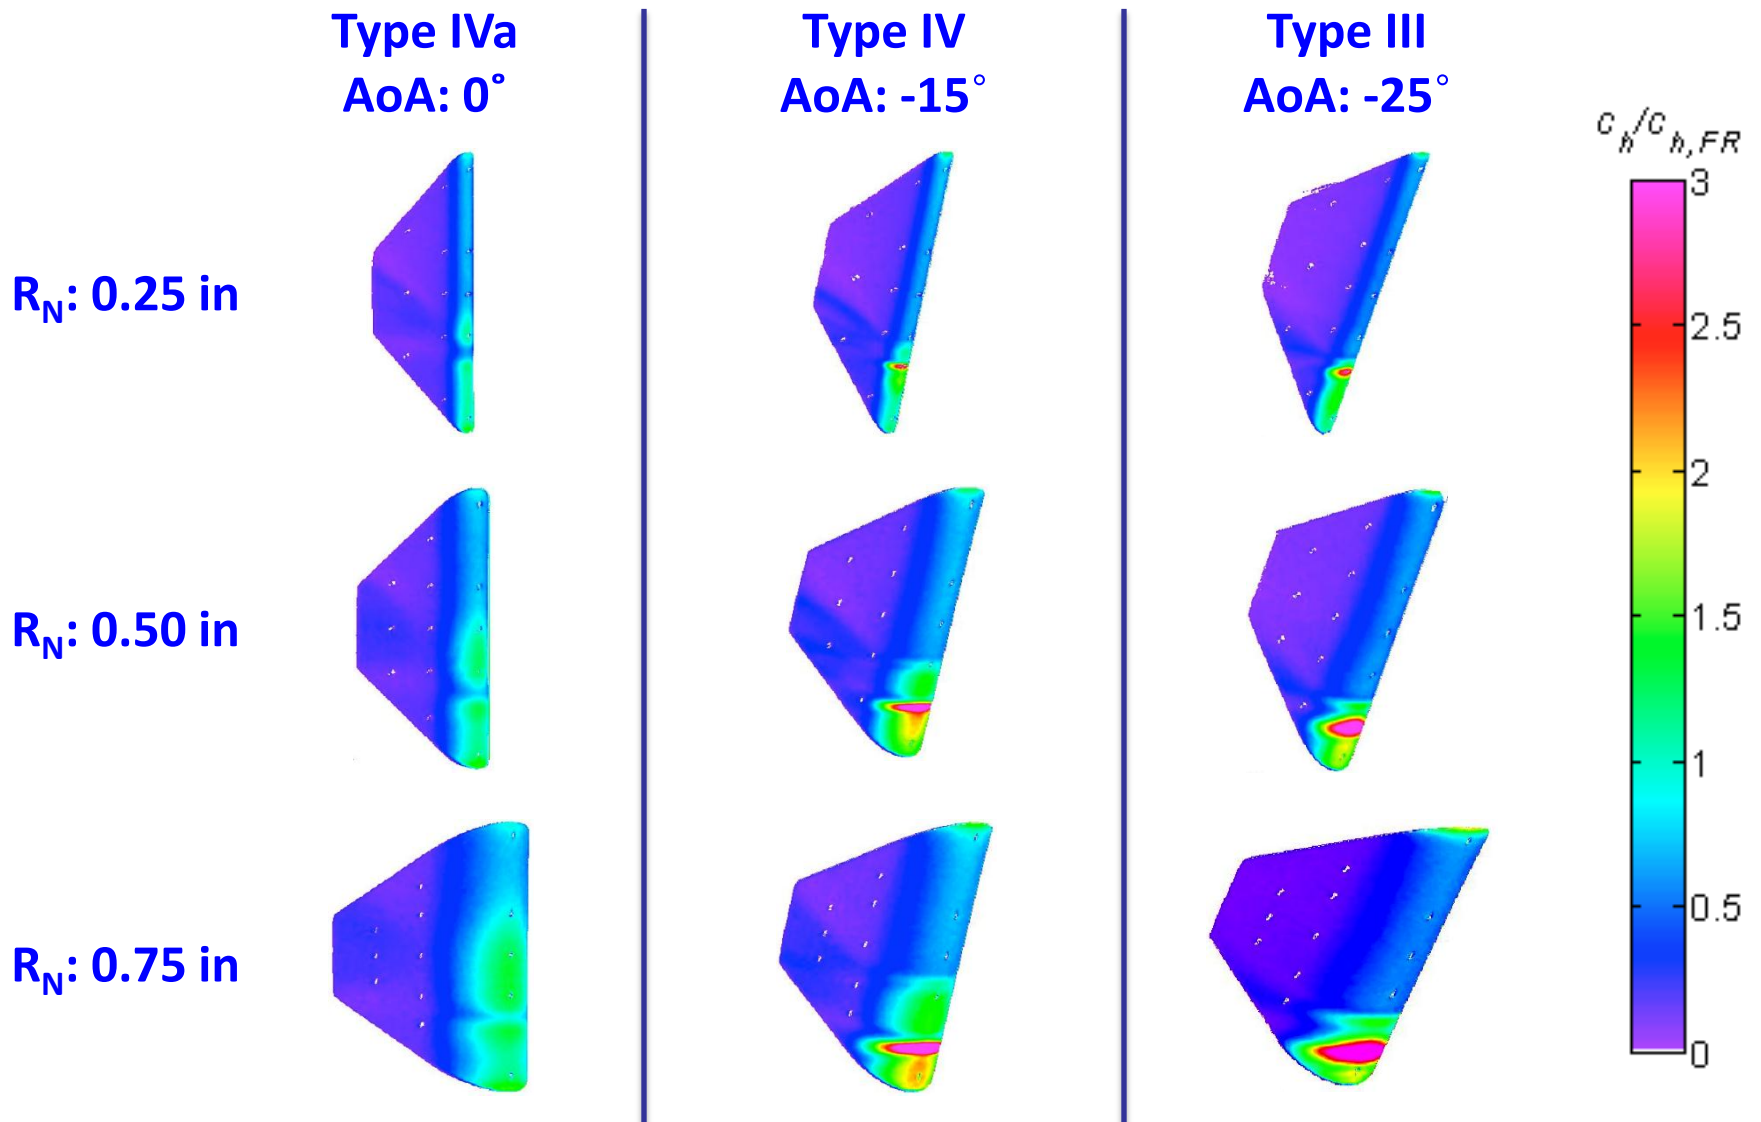 Type IVa
AoA: 0˚
Type IV
AoA: -15°
Type III
AoA: -25°
c_h/c_h,FR
R_N: 0.25 in
R_N: 0.50 in
R_N: 0.75 in
3
2.5
2
1.5
1
0.5
0